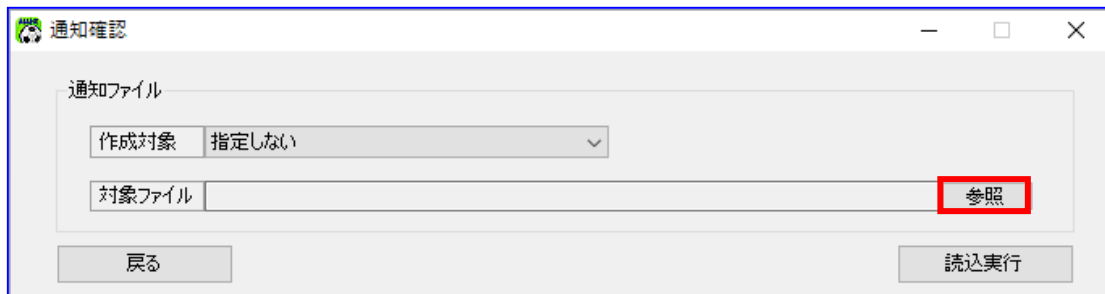 通知確認
通知ファイル
作成対象 指定しない
対象ファイル 参照
戻る 読込実行